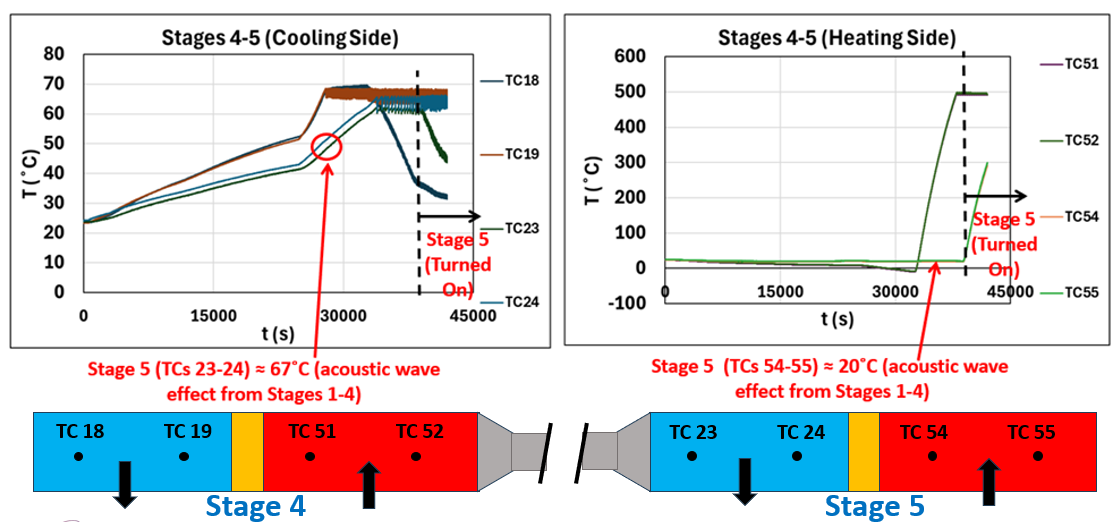 Stages 4-5 (Cooling Side)
80
70
60
50
40
30
20
10
0
T (˚C)
0
15000
30000
45000
t (s)
TC18
TC19
TC23
TC24
Stage 5
(Turned
On)
Stages 4-5 (Heating Side)
600
500
400
300
200
100
0
-100
T (˚C)
0
15000
30000
45000
t (s)
TC51
TC52
TC54
TC55
Stage 5
(Turned
On)
Stage 5 (TCs 23-24) ≈ 67˚C (acoustic wave
effect from Stages 1-4)
Stage 5  (TCs 54-55) ≈ 20˚C (acoustic wave
effect from Stages 1-4)
TC 18
TC 19
TC 51
TC 52
Stage 4
TC 23
TC 24
TC 54
TC 55
Stage 5